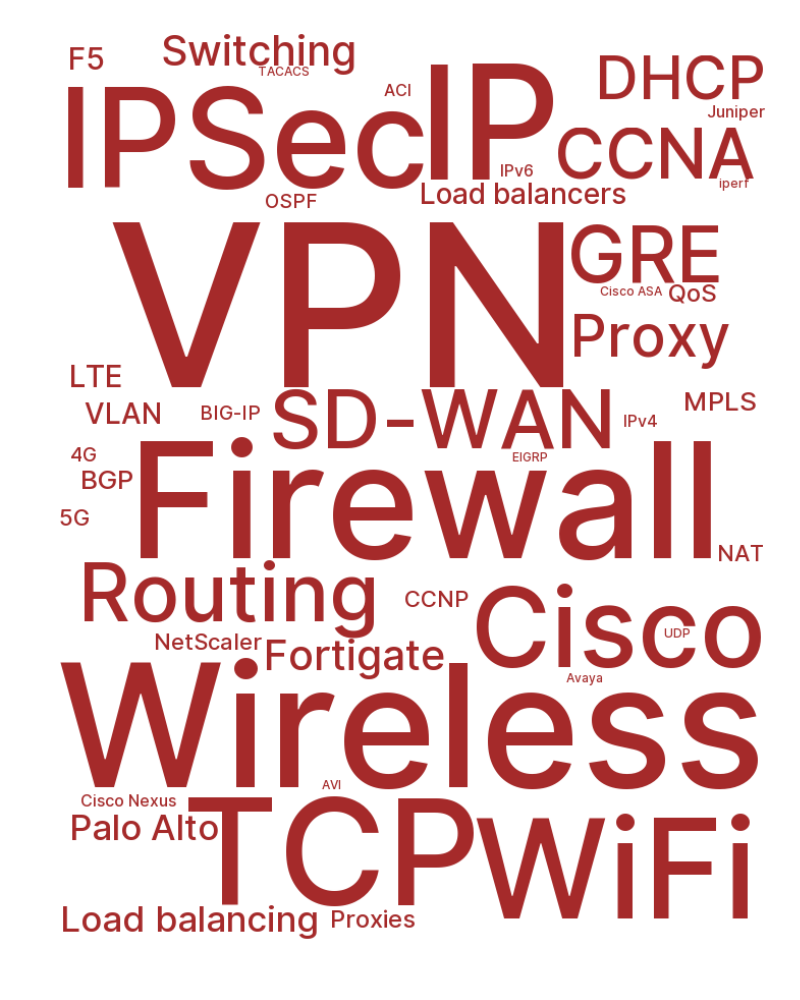 Switching
F5
TACACS
IP
DHCP
IPSec
ACI
Juniper
CCNA
IPv6
iperf
Load balancers
OSPF
VPN
GRE
Cisco ASA
QoS
Proxy
LTE
SD-WAN
MPLS
VLAN
BIG-IP
IPv4
4G
EIGRP
Firewall
BGP
5G
NAT
Routing
CCNP
Cisco
UDP
NetScaler
Fortigate
Avaya
Wireless
AVI
Cisco Nexus
TCP
WiFi
Palo Alto
Load balancing
Proxies